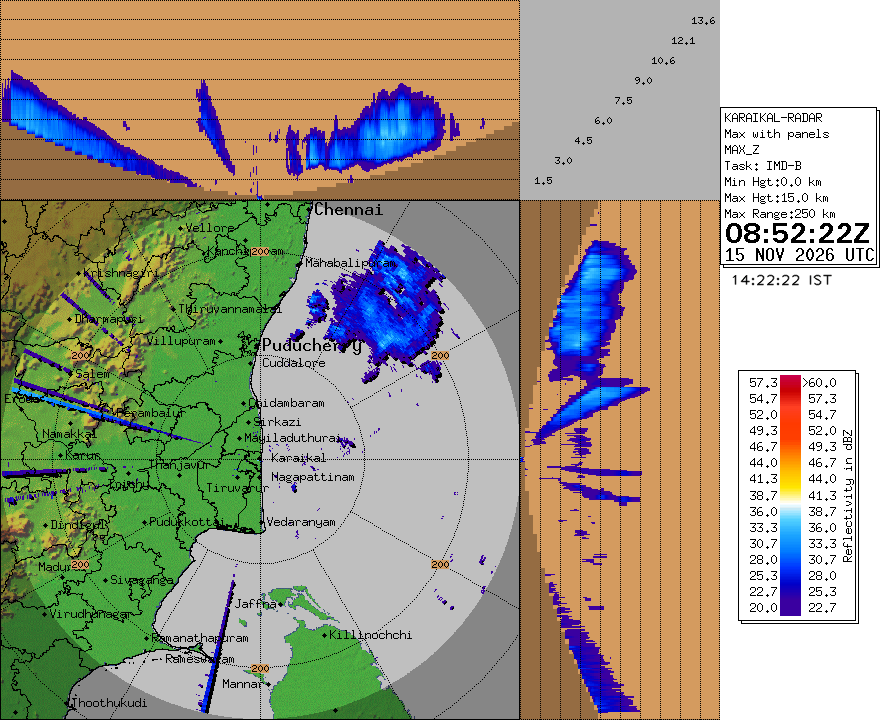 13.6
12.1
10.6
9.0
7.5
6.0
4.5
3.0
1.5
KARAIKAL-RADAR
Max with panels
MAX_Z
Task: IMD-B
Min Hgt:0.0 km
Max Hgt:15.0 km
Max Range:250 km
08:52:22Z
15 NOV 2026 UTC
14:22:22 IST
Chennai
Vellore
200
Mahabalipuram
Krishnagiri
Thiruvannamalai
Dharmapuri
Villupuram
Puducherry
200
200
Cuddalore
Salem
Erode
Chidambaram
Perambalur
Sirkazi
Namakkal
Mayiladuthurai
Karur
Karaikal
Thanjavur
Nagapattinam
Tiruvarur
Dindigul
Pudukkottai
Vedaranyam
200
200
Sivaganga
Jaffna
Virudhunagar
Ramanathapuram
Killinochchi
Rameswaram
200
Mannar
Thoothukudi
57.3 >60.0
54.7 57.3
52.0 54.7
49.3 52.0
46.7 49.3
44.0 46.7
41.3 44.0
38.7 41.3
36.0 38.7
33.3 36.0
30.7 33.3
28.0 30.7
25.3 28.0
22.7 25.3
20.0 22.7
Reflectivity in dBZ